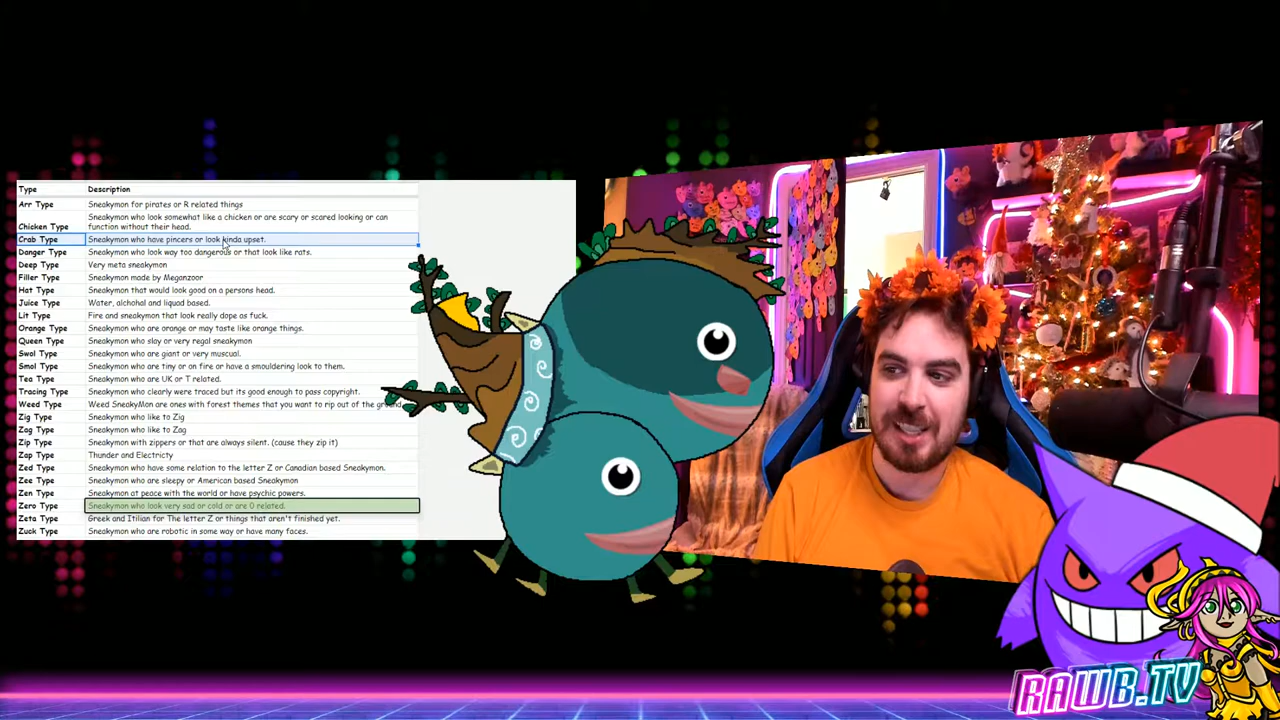 Type Description
Arr Type Sneakymon for pirates or R related things
Sneakymon who look somewhat like a chicken or are scary or scared looking or can
Chicken Type function without their head.
Crab Type Sneakymon who have pincers or look kinda upset.
Danger Type Sneakymon who look way too dangerous or that look like rats.
Deep Type Very meta sneakymon
Filler Type Sneakymon made by Meganzoor
Hat Type Sneakymon that would look good on a persons head.
Juice Type Water, alchohal and liquad based.
Lit Type Fire and sneakymon that look really dope as fuck.
Orange Type Sneakymon who are orange or may taste like orange things.
Queen Type Sneakymon who slay or very regal sneakymon
Swol Type Sneakymon who are giant or very muscual.
Smol Type Sneakymon who are tiny or on fire or have a smouldering look to them.
Tea Type Sneakymon who are UK or T related.
Tracing Type Sneakymon who clearly were traced but its good enough to pass copyright.
Weed Type Weed SneakyMon are ones with forest themes that you want to rip out of the ground.
Zig Type Sneakymon who like to Zig
Zag Type Sneakymon who like to Zag
Zip Type Sneakymon with zippers or that are always silent. (cause they zip it)
Zap Type Thunder and Electricty
Zed Type Sneakymon who have some relation to the letter Z or Canadian based Sneakymon.
Zee Type Sneakymon who are sleepy or American based Sneakymon
Zen Type Sneakymon at peace with the world or have psychic powers.
Zero Type Sneakymon who look very sad or cold or are 0 related.
Zeta Type Greek and Itilian for The letter Z or things that aren't finished yet.
Zuck Type Sneakymon who are robotic in some way or have many faces.
RAWB.TV